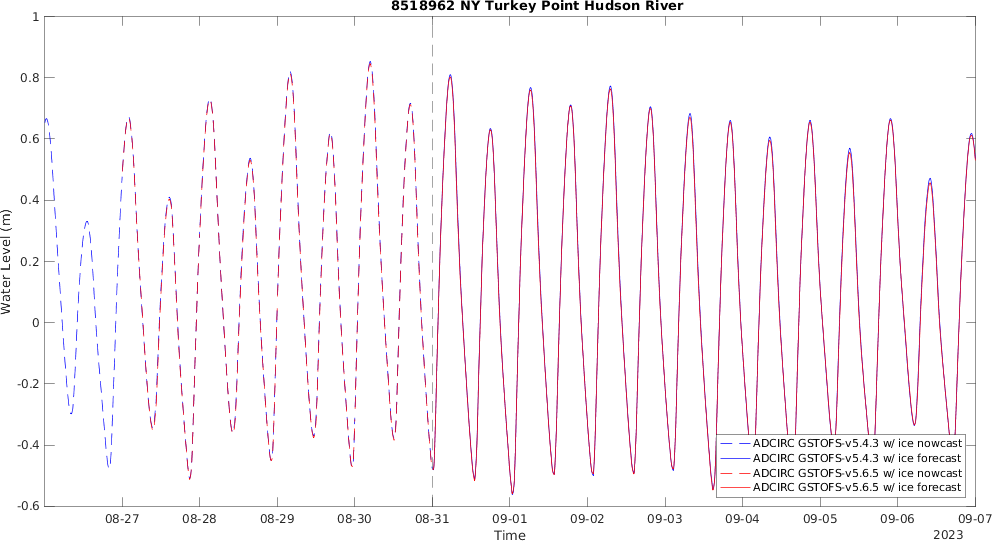 8518962 NY Turkey Point Hudson River
Water Level (m)
1
0.8
0.6
0.4
0.2
0
-0.2
-0.4
-0.6
ADCIRC GSTOFS-v5.4.3 w/ ice nowcast
ADCIRC GSTOFS-v5.4.3 w/ ice forecast
ADCIRC GSTOFS-v5.6.5 w/ ice nowcast
ADCIRC GSTOFS-v5.6.5 w/ ice forecast
08-27 08-28 08-29 08-30 08-31 09-01 09-02 09-03 09-04 09-05 09-06 09-07
Time
2023